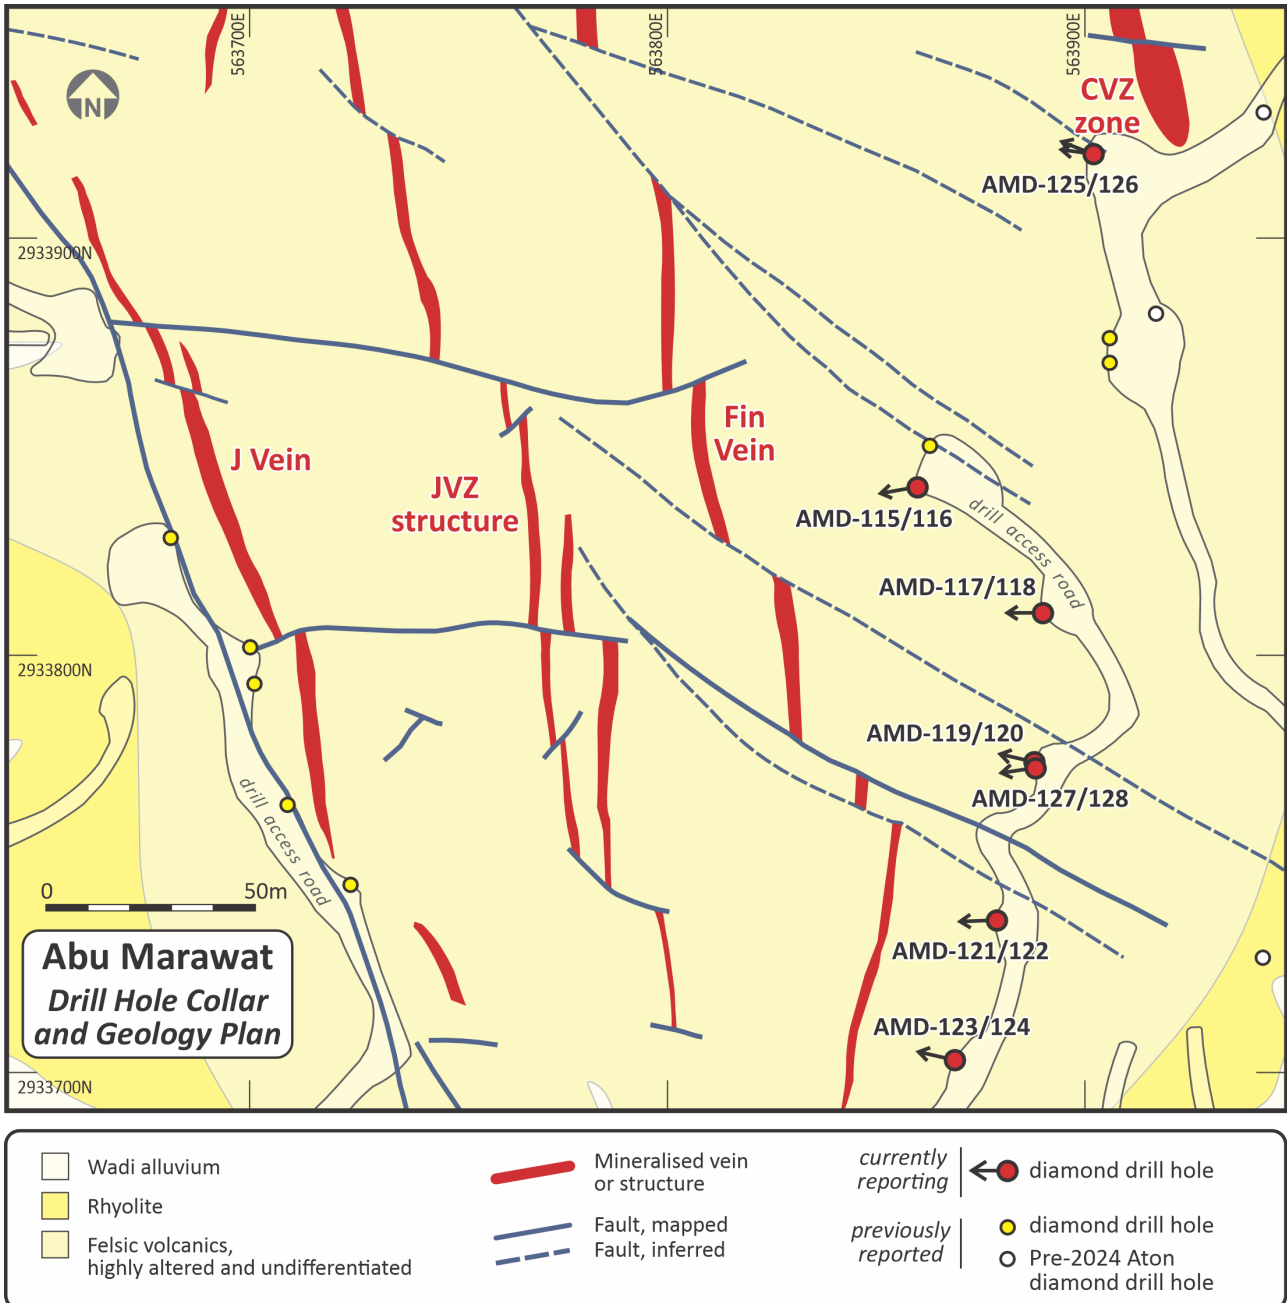 563700E
563800E
563900E
N
CVZ
zone
AMD-125/126
2933900N
Fin
Vein
J Vein
JVZ
structure
AMD-115/116
drill access road
AMD-117/118
2933800N
AMD-119/120
AMD-127/128
drill access road
0 50m
AMD-121/122
Abu Marawat
Drill Hole Collar
and Geology Plan
AMD-123/124
2933700N
Wadi alluvium
Rhyolite
Felsic volcanics,
highly altered and undifferentiated
Mineralised vein
or structure
Fault, mapped
Fault, inferred
currently
reporting
diamond drill hole
previously
reported
diamond drill hole
Pre-2024 Aton
diamond drill hole